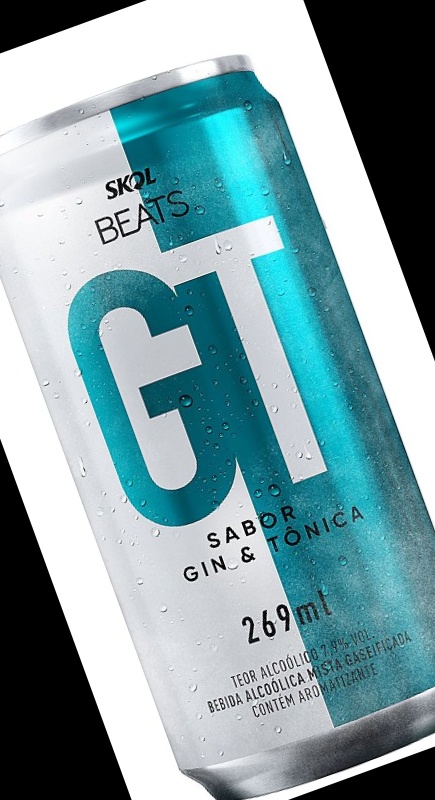 SKOL
BEATS
GT
SABOR
GIN & TÔNICA
269ml
TEOR ALCOÓLICO 7,9% VOL.
BEBIDA ALCOÓLICA MISTA GASEIFICADA
CONTÉM AROMATIZANTE